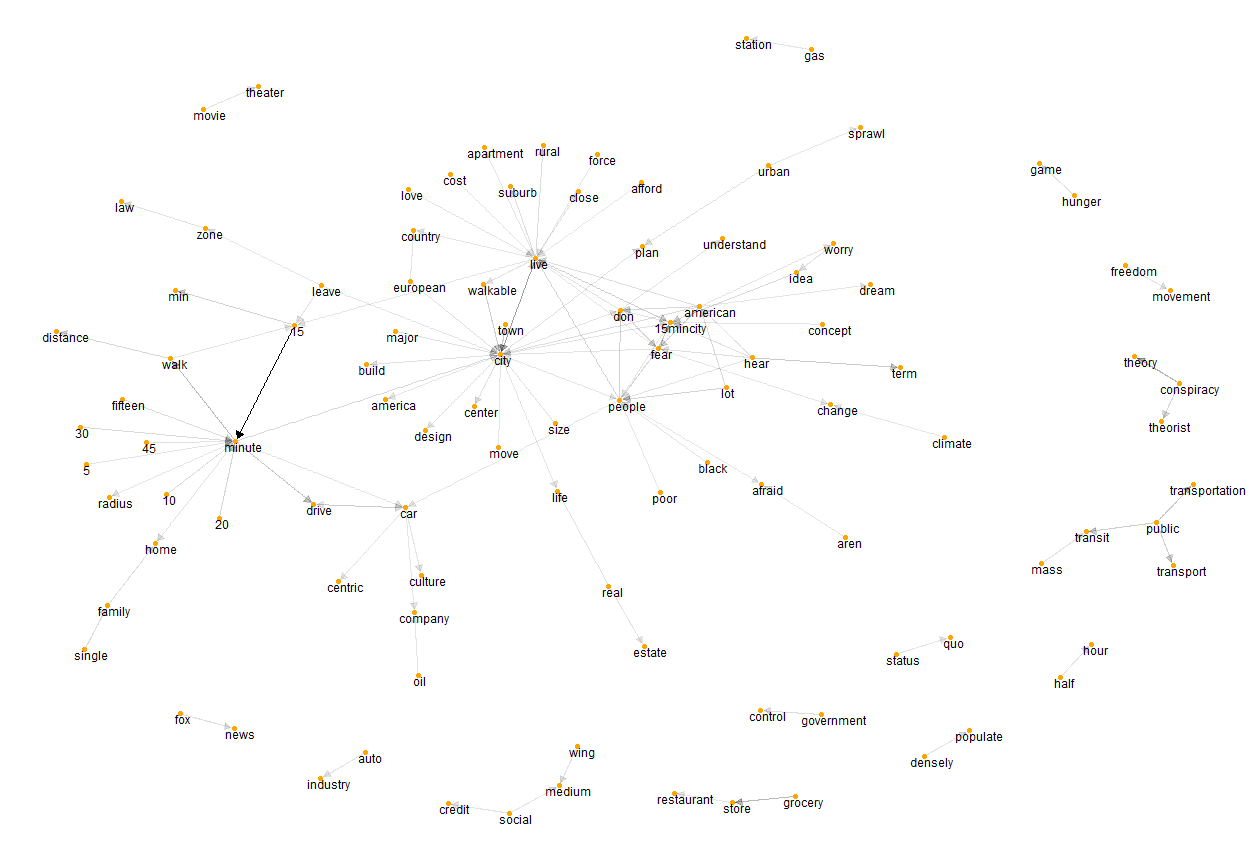 station
gas
theater
movie
sprawl
apartment
rural
force
urban
game
cost
suburb
close
afford
love
hunger
law
zone
country
plan
understand
worry
live
freedom
idea
min
leave
european
walkable
dream
movement
don
american
15
town
15mincity
concept
distance
major
city
fear
walk
build
hear
theory
term
conspiracy
america
center
people
lot
change
fifteen
theorist
30
45
minute
design
size
climate
move
5
black
radius
10
life
poor
afraid
transportation
drive
car
20
public
transit
aren
home
mass
transport
centric
culture
real
family
company
single
estate
quo
hour
status
oil
half
fox
news
control
government
populate
wing
auto
densely
industry
medium
restaurant
store
grocery
credit
social